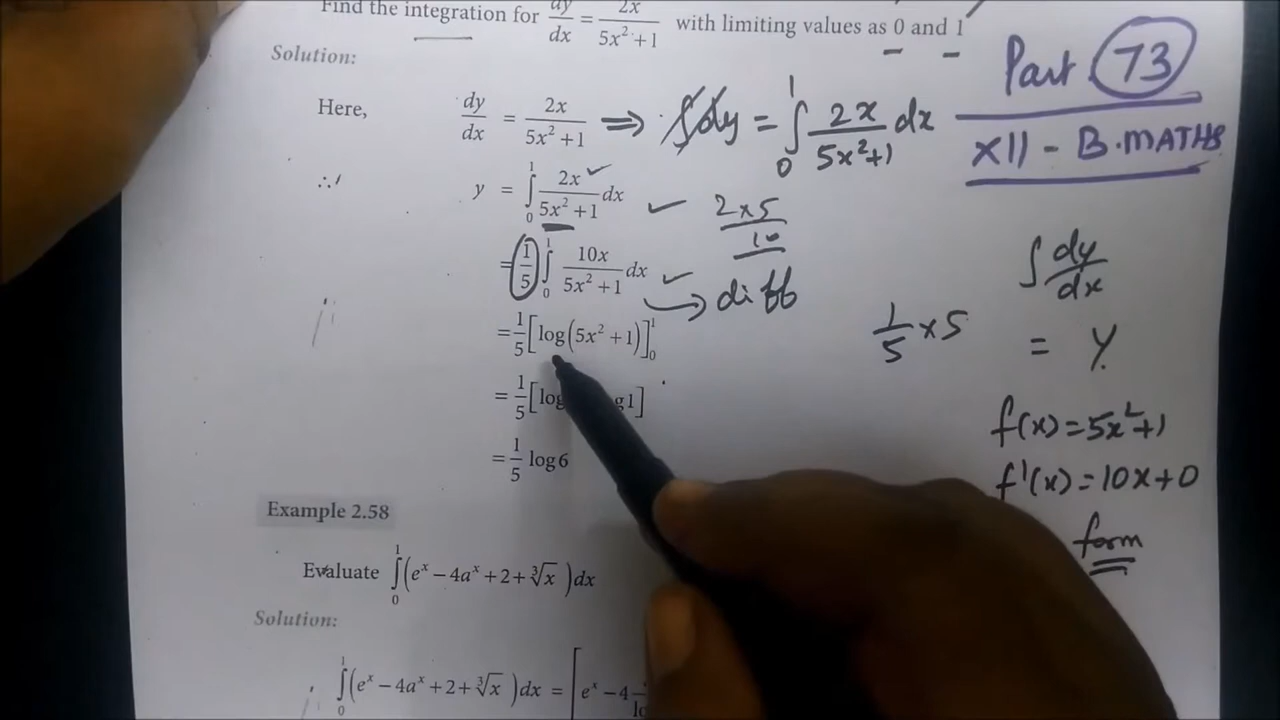 Find the integration for dy/dx = 2x/5x²+1 with limiting values as 0 and 1
Solution:
Here, dy/dx = 2x/5x²+1 ⇒ ∫dy = ∫₀¹ 2x/5x²+1 dx
∴ y = ∫₀¹ 2x/5x²+1 dx
= 1/5 ∫₀¹ 10x/5x²+1 dx
= 1/5 [log(5x²+1)]₀¹
= 1/5 [log g1]
= 1/5 log6
Example 2.58
Evaluate ∫₀¹ (eˣ − 4aˣ + 2 + ∛x) dx
Solution:
∫₀¹ (eˣ − 4aˣ + 2 + ∛x) dx = [eˣ − 4
Part 73
XII - B.MATHS
2×5
10
diff
1/5 ×5
∫ dy/dx
= y
f(x)=5x²+1
f'(x)=10x+0
form